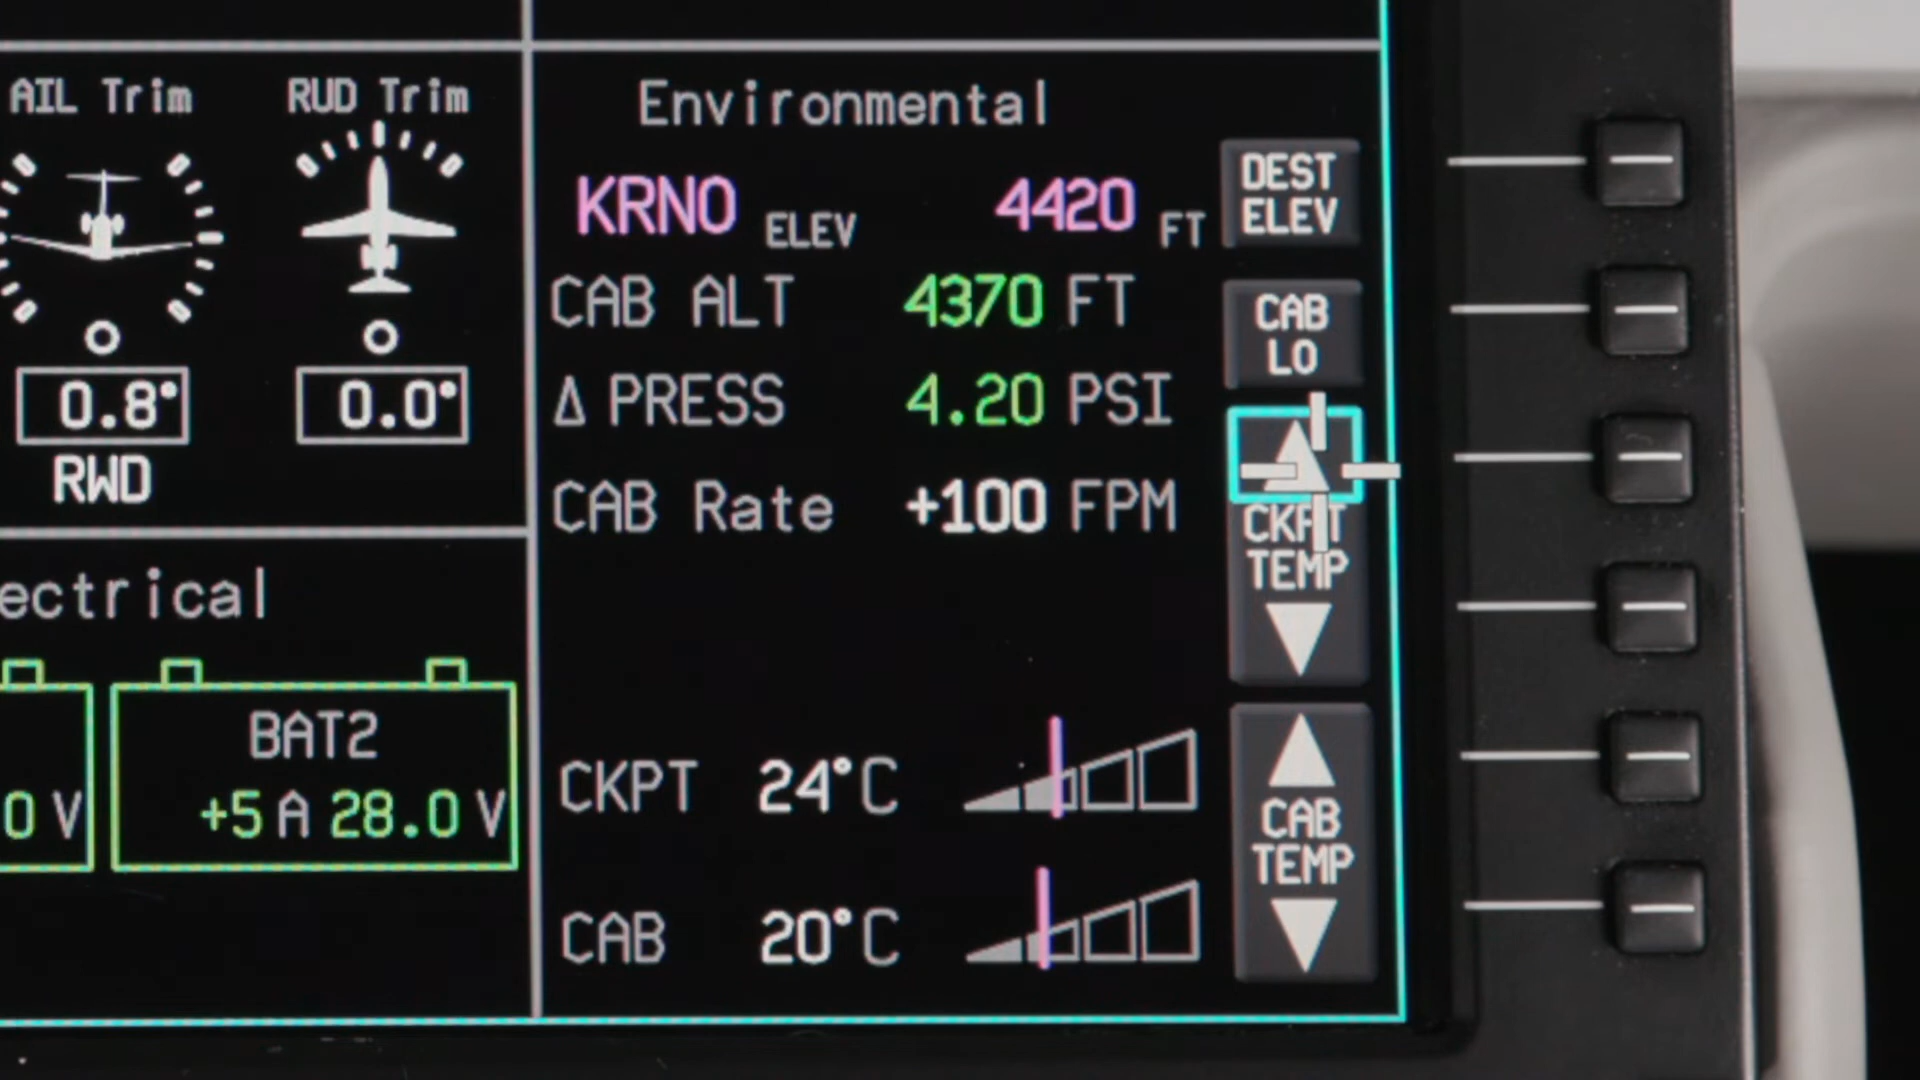 AIL Trim
RUD Trim
0.8°
0.0°
RWD
ectrical
0 V
BAT2
+5 A 28.0 V
Environmental
KRNO ELEV 4420 FT
CAB ALT 4370 FT
Δ PRESS 4.20 PSI
CAB Rate +100 FPM
CKPT 24°C
CAB 20°C
DEST
ELEV
CAB
LO
CKPT
TEMP
CAB
TEMP